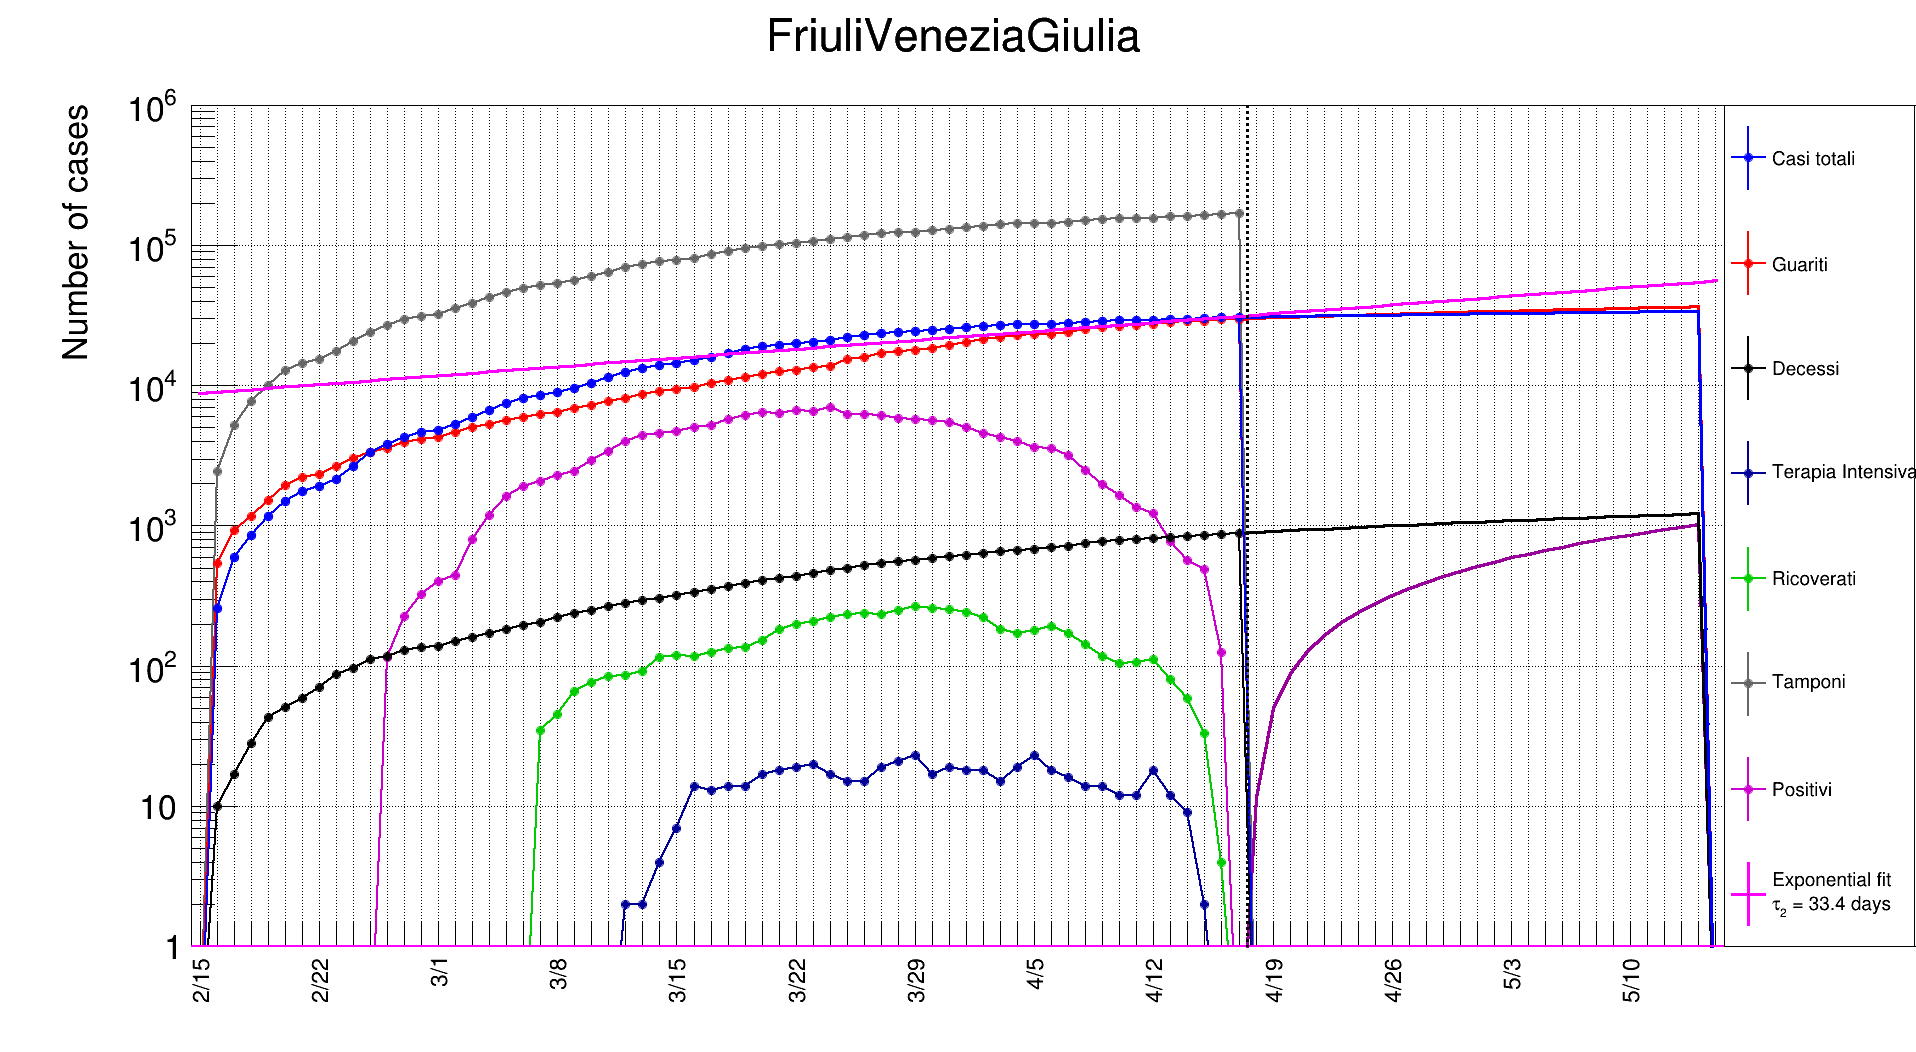 FriuliVeneziaGiulia
Number of cases
10^6
10^5
10^4
10^3
10^2
10
1
2/15 2/22 3/1 3/8 3/15 3/22 3/29 4/5 4/12 4/19 4/26 5/3 5/10
Casi totali
Guariti
Decessi
Terapia Intensiva
Ricoverati
Tamponi
Positivi
Exponential fit
τ_2 = 33.4 days